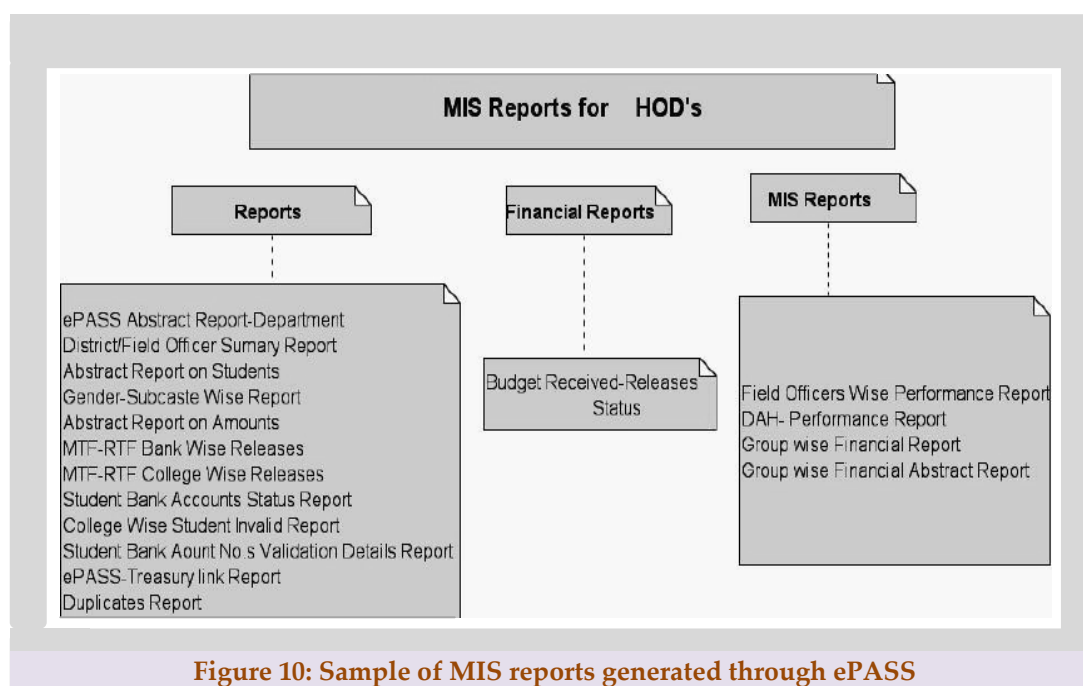 MIS Reports for HOD's
Reports
Financial Reports
MIS Reports
ePASS Abstract Report-Department
District/Field Officer Sumary Report
Abstract Report on Students
Gender-Subcaste Wise Report
Abstract Report on Amounts
MTF-RTF Bank Wise Releases
MTF-RTF College Wise Releases
Student Bank Accounts Status Report
College Wise Student Invalid Report
Student Bank Aount No.s Validation Details Report
ePASS-Treasury link Report
Duplicates Report
Budget Received-Releases
Status
Field Officers Wise Performance Report
DAH- Performance Report
Group wise Financial Report
Group wise Financial Abstract Report
Figure 10: Sample of MIS reports generated through ePASS